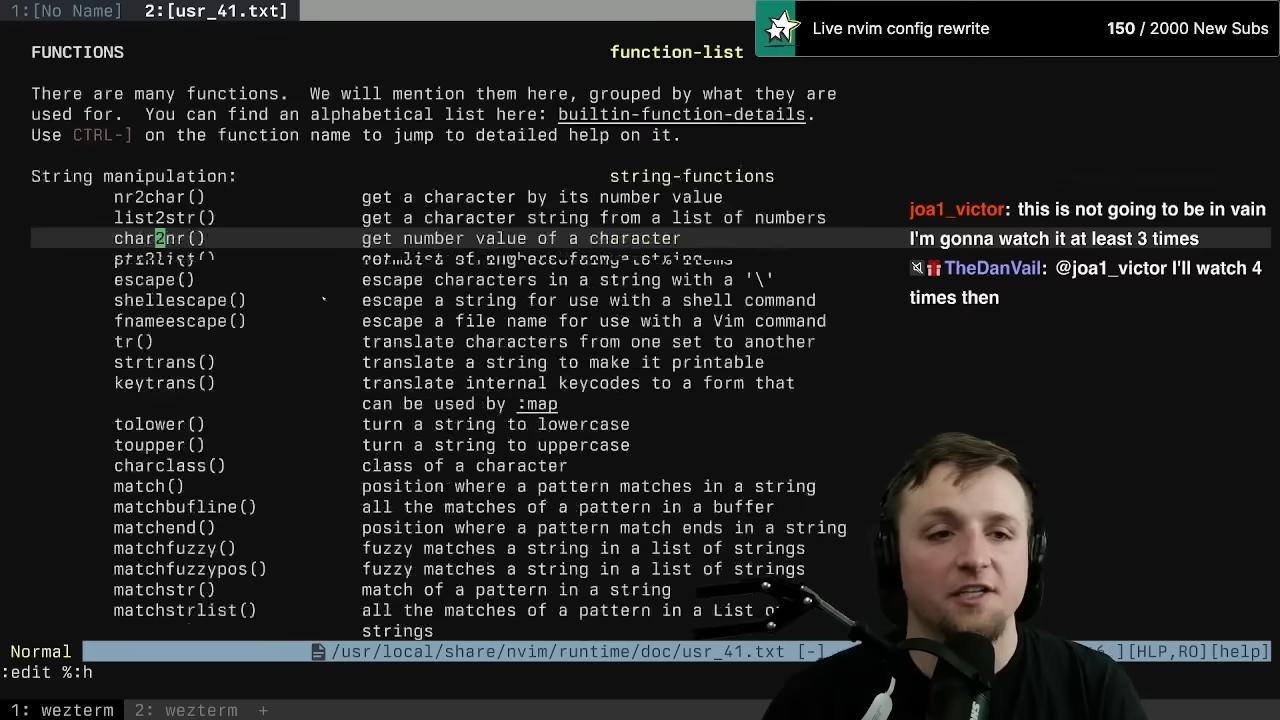 1:[No Name]  2:[usr_41.txt]
Live nvim config rewrite 150 / 2000 New Subs
FUNCTIONS function-list
There are many functions.  We will mention them here, grouped by what they are
used for.  You can find an alphabetical list here: builtin-function-details.
Use CTRL-] on the function name to jump to detailed help on it.
String manipulation: string-functions
nr2char() get a character by its number value
list2str() get a character string from a list of numbers
char2nr() get number value of a character
escape() escape characters in a string with a '\'
shellescape() escape a string for use with a shell command
fnameescape() escape a file name for use with a Vim command
tr() translate characters from one set to another
strtrans() translate a string to make it printable
keytrans() translate internal keycodes to a form that
can be used by :map
tolower() turn a string to lowercase
toupper() turn a string to uppercase
charclass() class of a character
match() position where a pattern matches in a string
matchbufline() all the matches of a pattern in a buffer
matchend() position where a pattern match ends in a string
matchfuzzy() fuzzy matches a string in a list of strings
matchfuzzypos() fuzzy matches a string in a list of strings
matchstr() match of a pattern in a string
matchstrlist() all the matches of a pattern in a List of
strings
joa1_victor: this is not going to be in vain
I'm gonna watch it at least 3 times
TheDanVail: @joa1_victor I'll watch 4
times then
Normal /usr/local/share/nvim/runtime/doc/usr_41.txt [-] ][HLP,RO][help]
:edit %:h
1: wezterm  2: wezterm  +